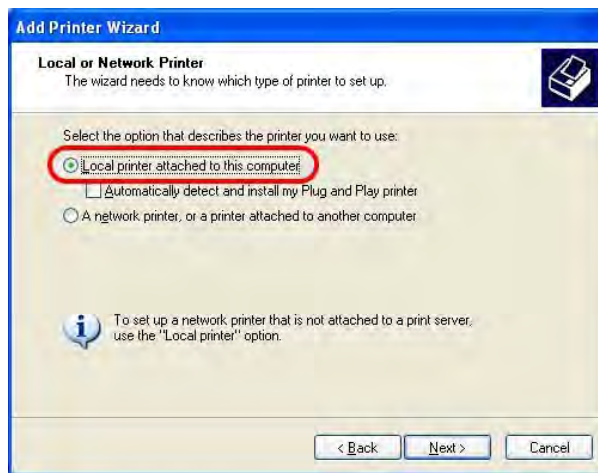 Add Printer Wizard
Local or Network Printer
The wizard needs to know which type of printer to set up.
Select the option that describes the printer you want to use:
Local printer attached to this computer
Automatically detect and install my Plug and Play printer
A network printer, or a printer attached to another computer
To set up a network printer that is not attached to a print server,
use the "Local printer" option.
< Back Next > Cancel